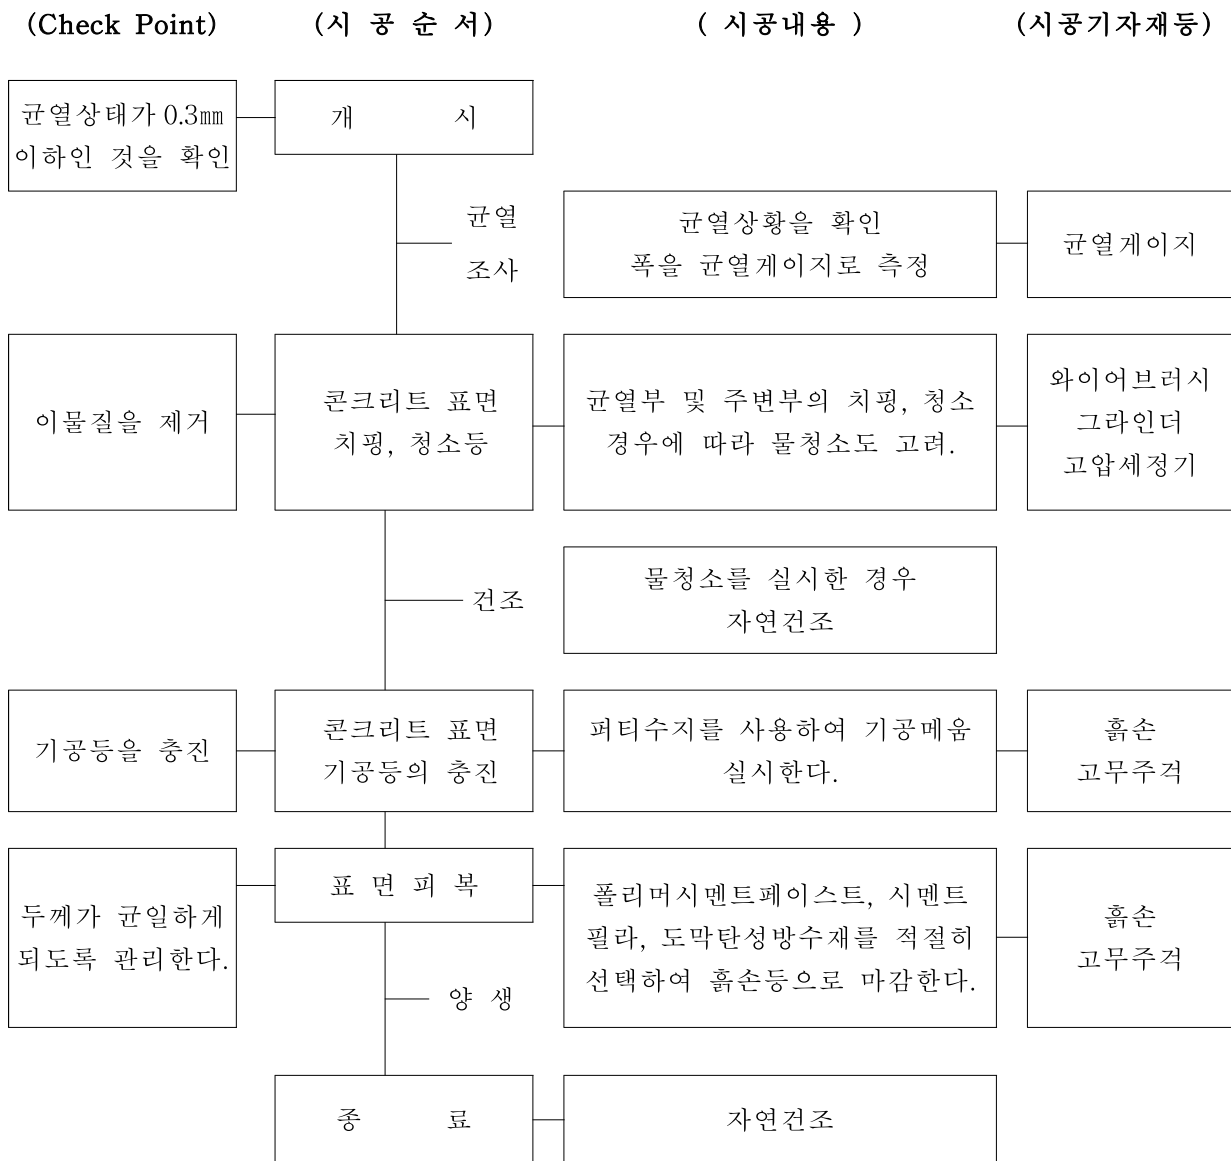 (Check Point) (시 공 순 서) ( 시공내용 ) (시공기자재등)
균열상태가 0.3㎜
이하인 것을 확인
개 시
균열
조사
균열상황을 확인
폭을 균열게이지로 측정
균열게이지
이물질을 제거
콘크리트 표면
치핑, 청소등
균열부 및 주변부의 치핑, 청소
경우에 따라 물청소도 고려.
와이어브러시
그라인더
고압세정기
건조
물청소를 실시한 경우
자연건조
기공등을 충진
콘크리트 표면
기공등의 충진
퍼티수지를 사용하여 기공메움
실시한다.
흙손
고무주걱
두께가 균일하게
되도록 관리한다.
표 면 피 복
폴리머시멘트페이스트, 시멘트
필라, 도막탄성방수재를 적절히
선택하여 흙손등으로 마감한다.
흙손
고무주걱
양 생
종 료
자연건조